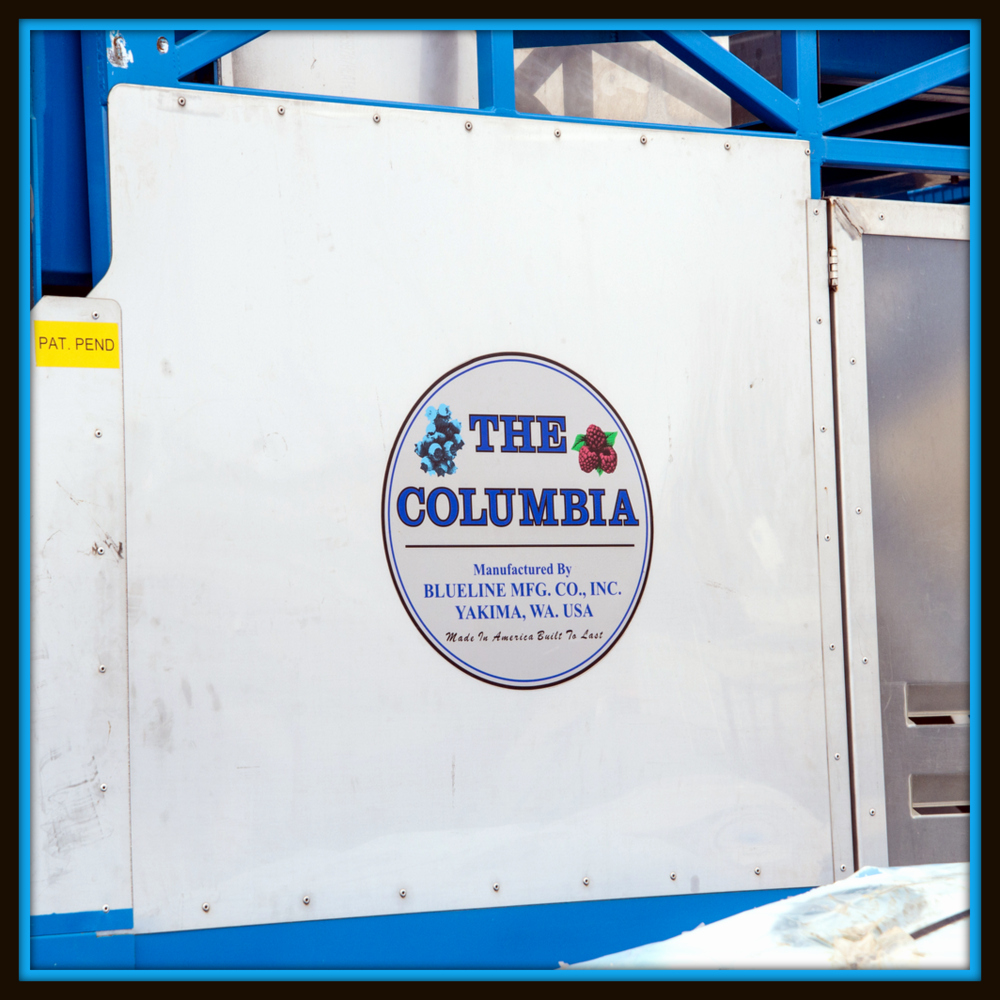 PAT. PEND
THE
COLUMBIA
Manufactured By
BLUELINE MFG. CO., INC.
YAKIMA, WA. USA
Made In America Built To Last